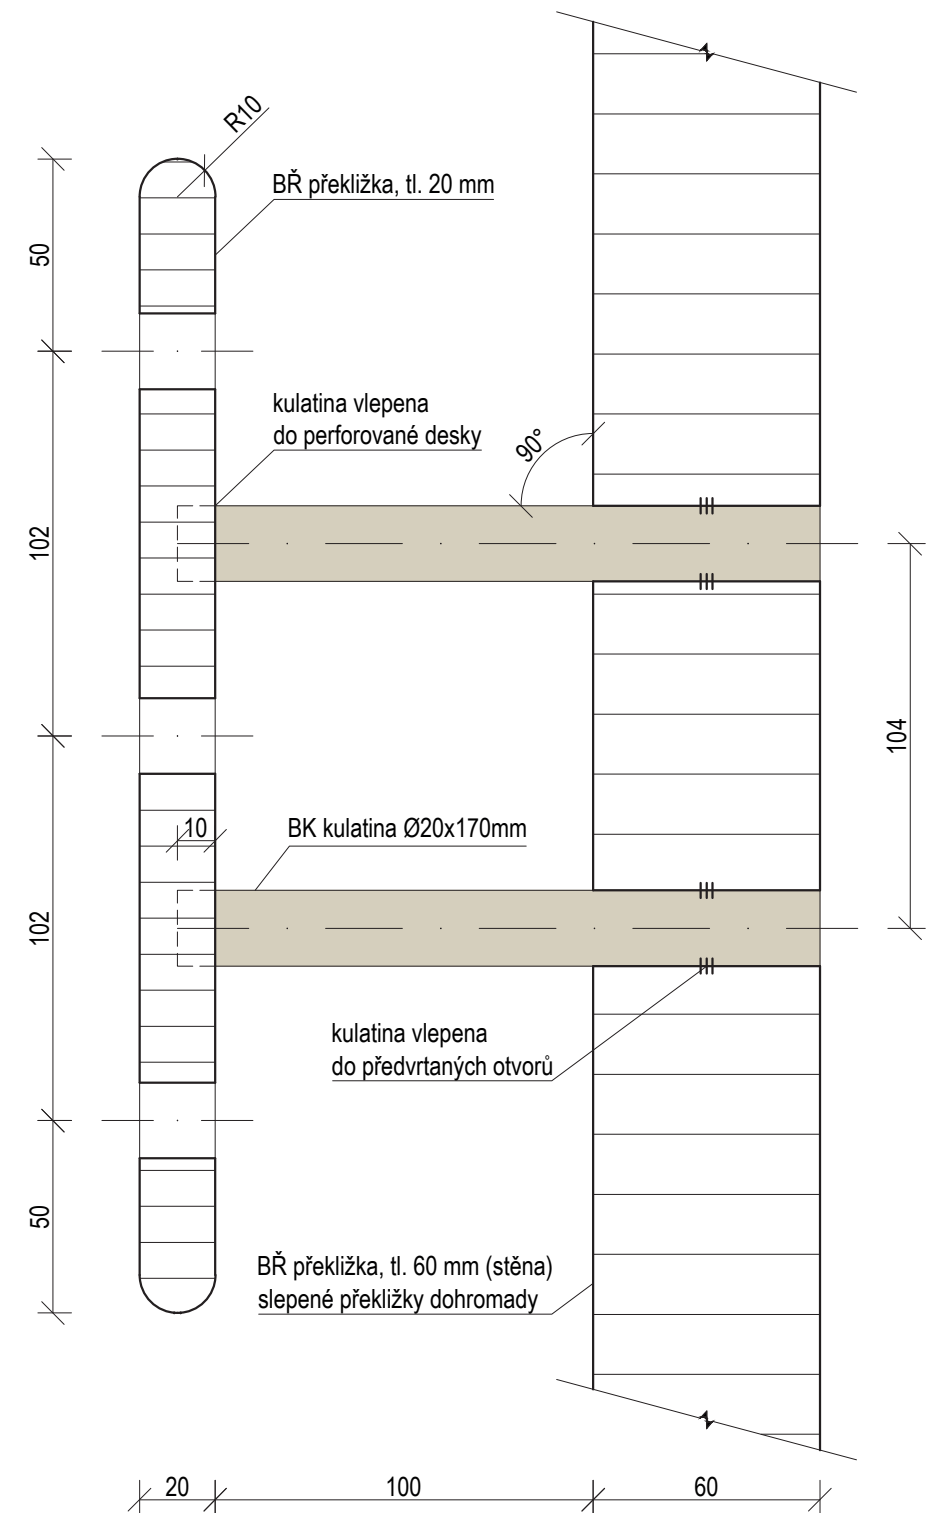 R10
BŘ překližka, tl. 20 mm
50
kulatina vlepena
do perforované desky
90°
102
104
10
BK kulatina Ø20x170mm
102
kulatina vlepena
do předvrtaných otvorů
50
BŘ překližka, tl. 60 mm (stěna)
slepené překližky dohromady
20
100
60